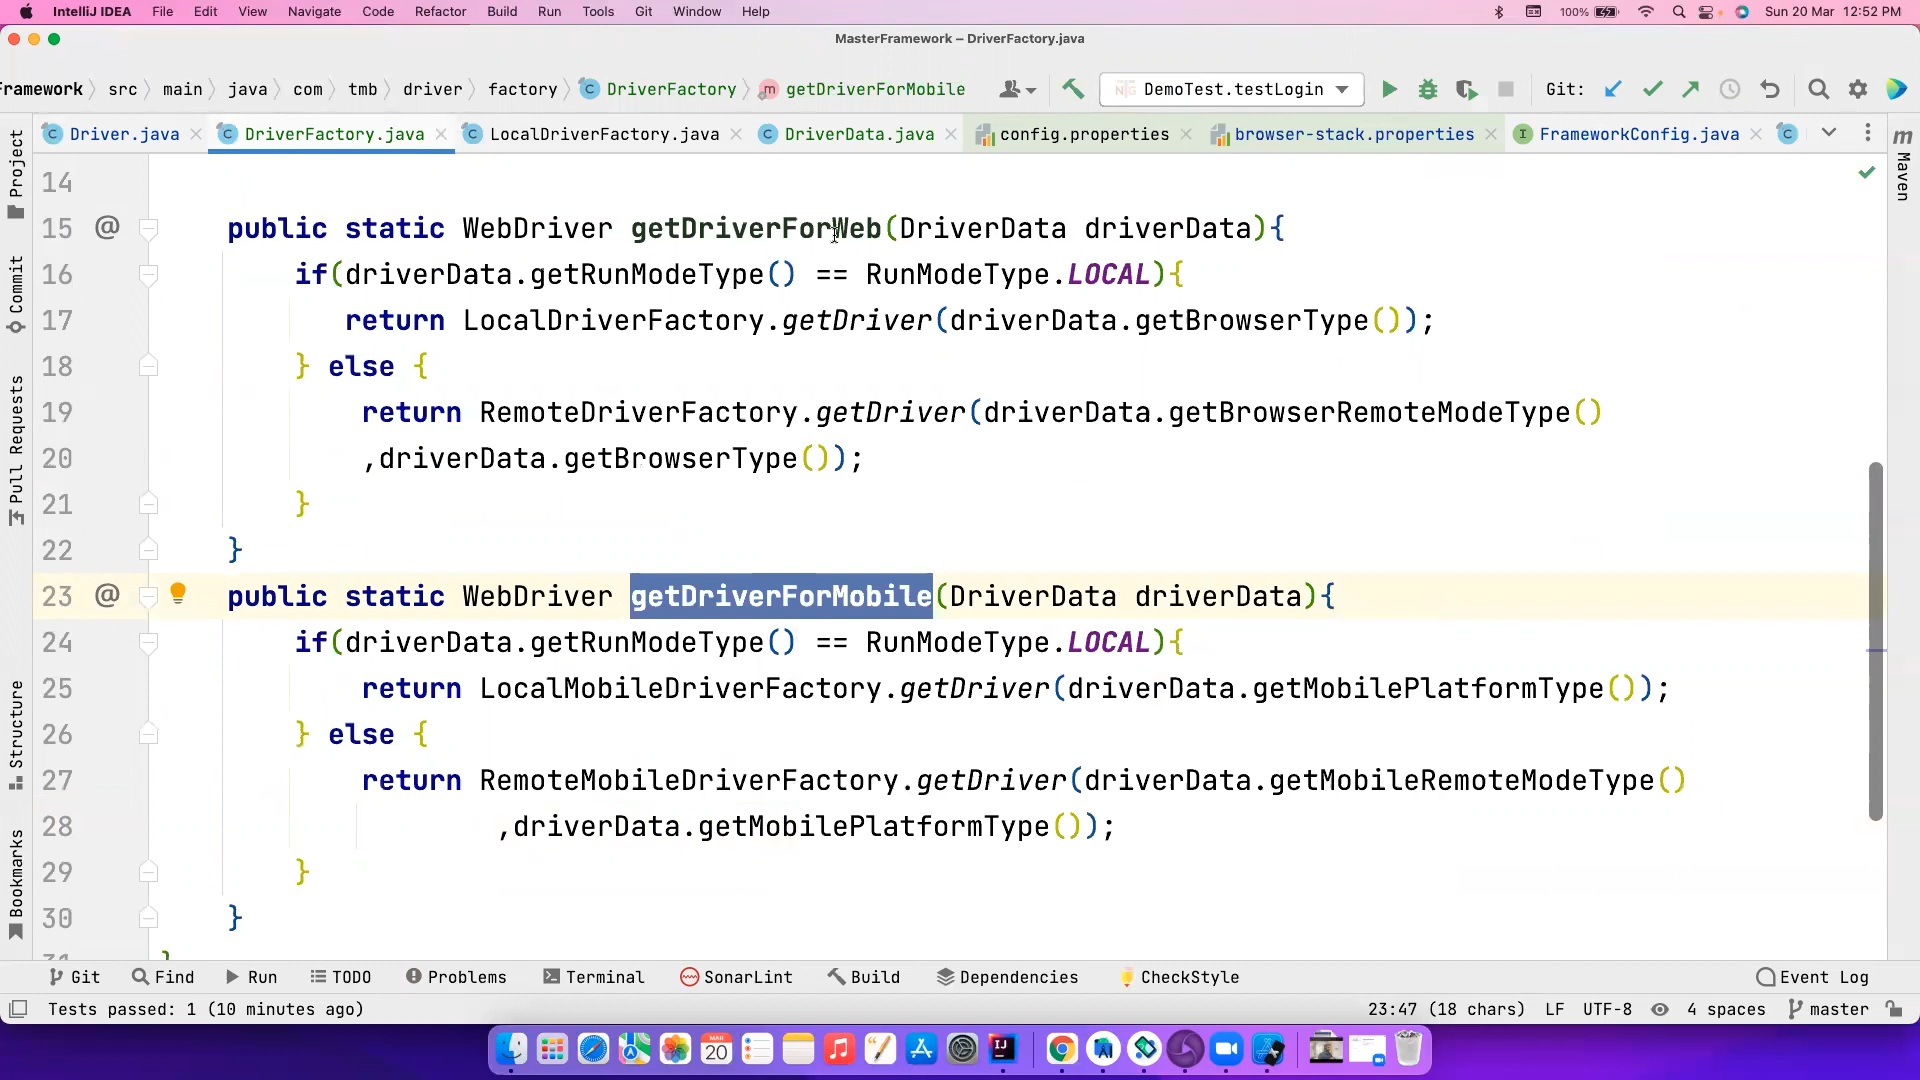 IntelliJ IDEA File Edit View Navigate Code Refactor Build Run Tools Git Window Help 100% Sun 20 Mar 12:52 PM
MasterFramework – DriverFactory.java
Framework src main java com tmb driver factory DriverFactory m getDriverForMobile DemoTest.testLogin Git:
Driver.java DriverFactory.java LocalDriverFactory.java DriverData.java config.properties browser-stack.properties FrameworkConfig.java
Project
Commit
Pull Requests
Structure
Bookmarks
Maven
14
15 @ public static WebDriver getDriverForWeb(DriverData driverData){
16 if(driverData.getRunModeType() == RunModeType.LOCAL){
17 return LocalDriverFactory.getDriver(driverData.getBrowserType());
18 } else {
19 return RemoteDriverFactory.getDriver(driverData.getBrowserRemoteModeType()
20 ,driverData.getBrowserType());
21 }
22 }
23 @ public static WebDriver getDriverForMobile(DriverData driverData){
24 if(driverData.getRunModeType() == RunModeType.LOCAL){
25 return LocalMobileDriverFactory.getDriver(driverData.getMobilePlatformType());
26 } else {
27 return RemoteMobileDriverFactory.getDriver(driverData.getMobileRemoteModeType()
28 ,driverData.getMobilePlatformType());
29 }
30 }
31 }
Git Find Run TODO Problems Terminal SonarLint Build Dependencies CheckStyle Event Log
Tests passed: 1 (10 minutes ago) 23:47 (18 chars) LF UTF-8 4 spaces master
MAR
20